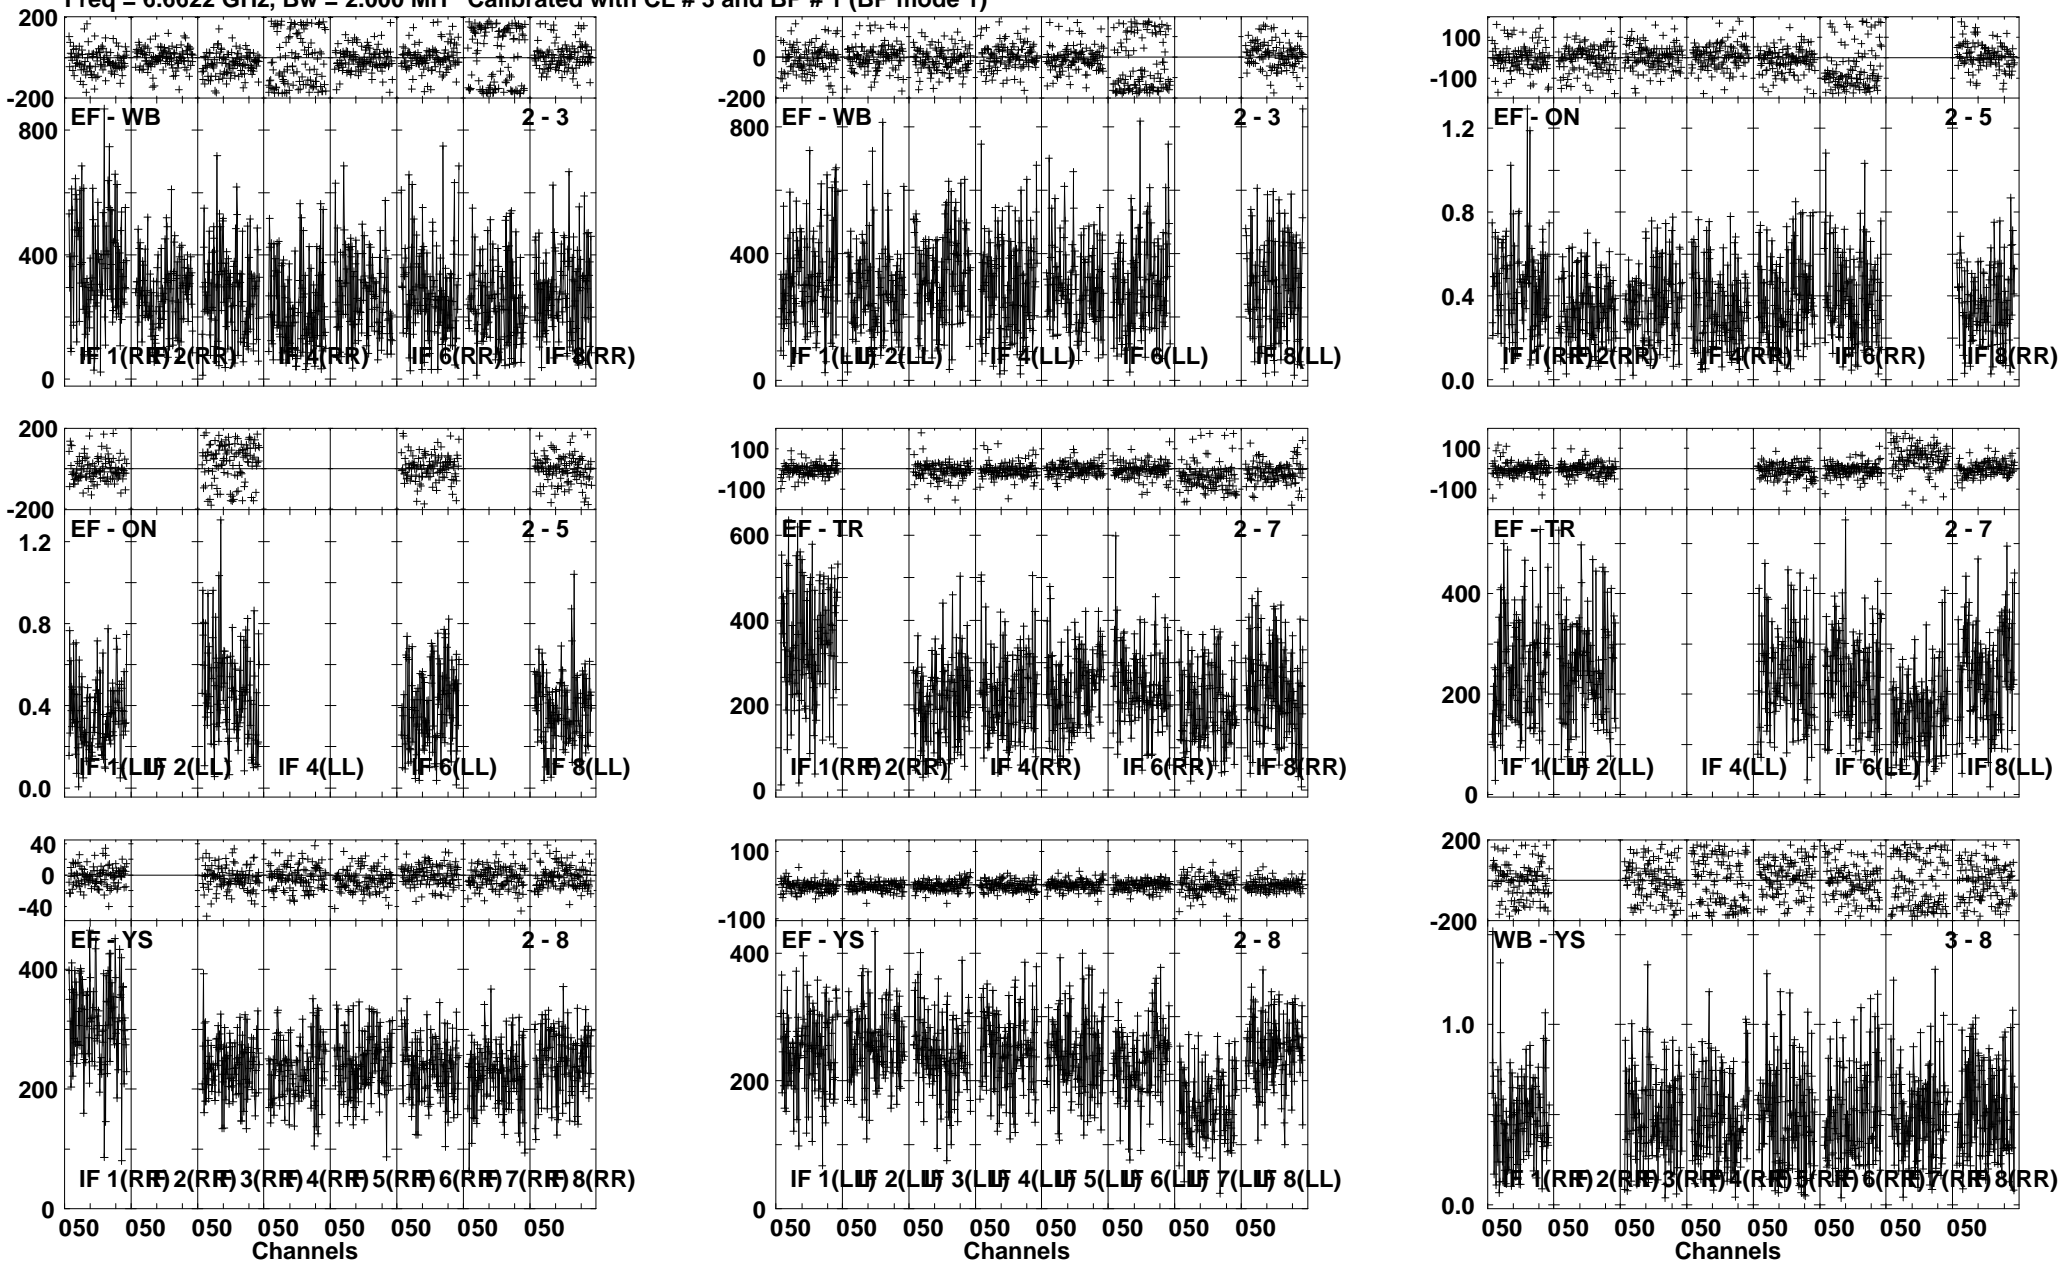 Freq = 6.6622 GHz, Bw = 2.000 MH Calibrated with CL # 3 and BP # 1 (BP mode 1)
200
-200
800
400
0
EF - WB
2 - 3
IF 1(RR)
IF 2(RR)
IF 4(RR)
IF 6(RR)
IF 8(RR)
0
-200
800
400
0
EF - WB
2 - 3
IF 1(LL)
IF 2(LL)
IF 4(LL)
IF 6(LL)
IF 8(LL)
100
-100
1.2
0.8
0.4
0.0
EF - ON
2 - 5
IF 1(RR)
IF 2(RR)
IF 4(RR)
IF 6(RR)
IF 8(RR)
200
0
-200
1.2
0.8
0.4
0.0
EF - ON
2 - 5
IF 1(LL)
IF 2(LL)
IF 4(LL)
IF 6(LL)
IF 8(LL)
100
-100
600
400
200
0
EF - TR
2 - 7
IF 1(RR)
IF 2(RR)
IF 4(RR)
IF 6(RR)
IF 8(RR)
100
-100
400
200
0
EF - TR
2 - 7
IF 1(LL)
IF 2(LL)
IF 4(LL)
IF 6(LL)
IF 8(LL)
40
0
-40
400
200
0
EF - YS
2 - 8
IF 1(RR)
IF 2(RR)
IF 3(RR)
IF 4(RR)
IF 5(RR)
IF 6(RR)
IF 7(RR)
IF 8(RR)
050 050 050 050 050 050 050 050
Channels
100
-100
400
200
0
EF - YS
2 - 8
IF 1(LL)
IF 2(LL)
IF 3(LL)
IF 4(LL)
IF 5(LL)
IF 6(LL)
IF 7(LL)
IF 8(LL)
050 050 050 050 050 050 050 050
Channels
200
-200
1.0
0.0
WB - YS
3 - 8
IF 1(RR)
IF 2(RR)
IF 3(RR)
IF 4(RR)
IF 5(RR)
IF 6(RR)
IF 7(RR)
IF 8(RR)
050 050 050 050 050 050 050 050
Channels